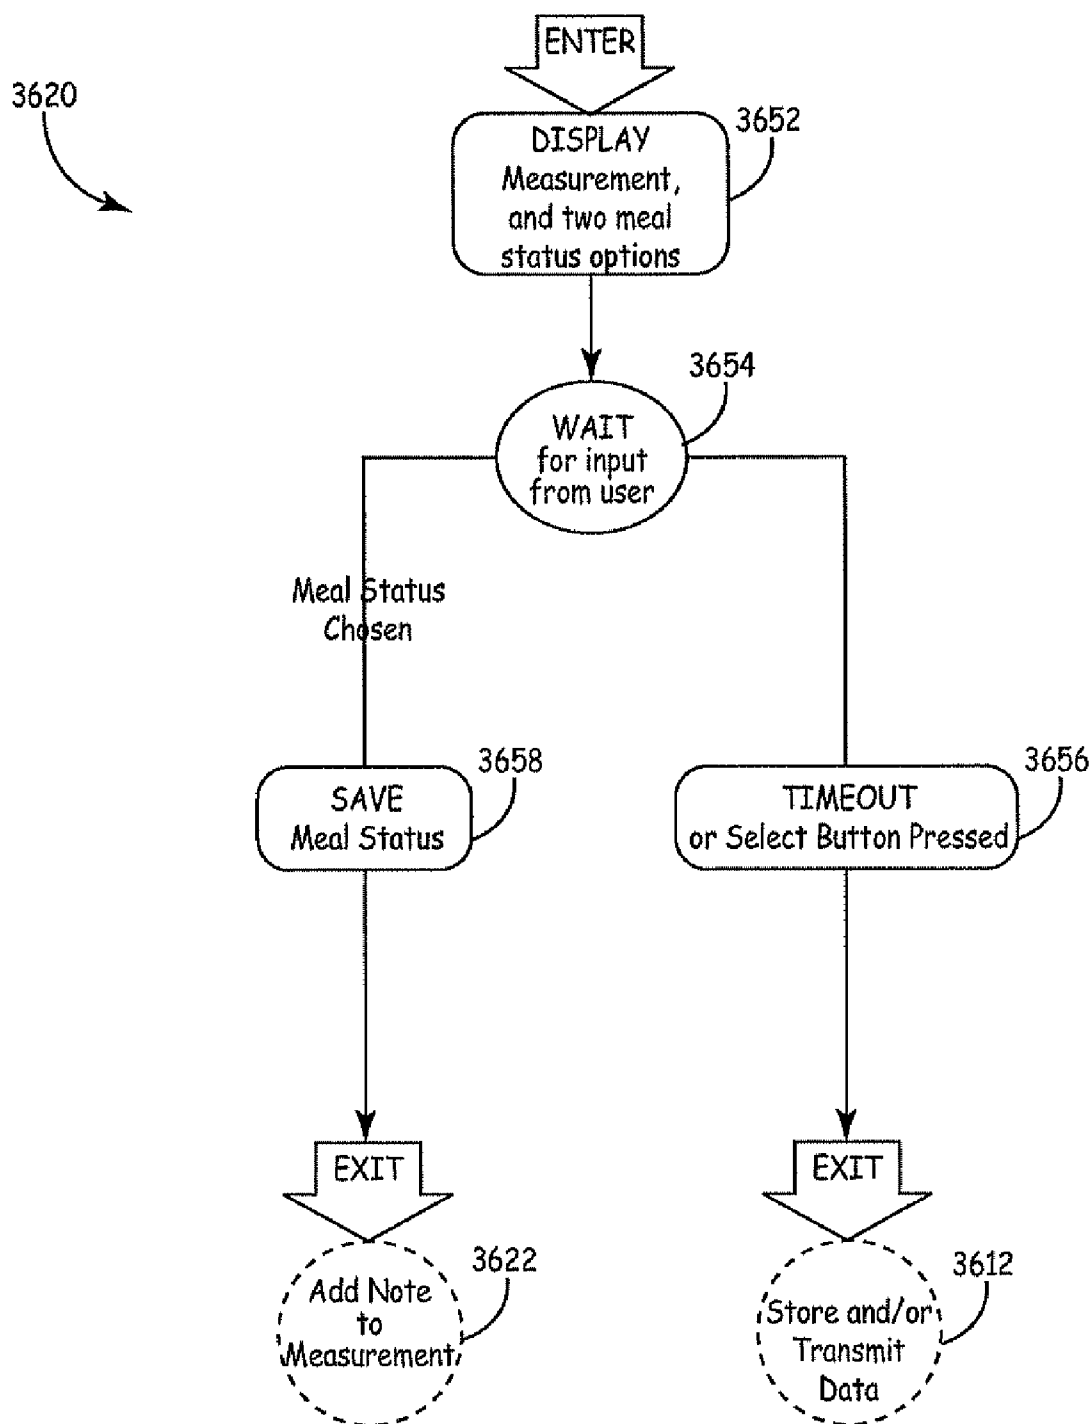 ENTER
3620
3652
DISPLAY
Measurement,
and two meal
status options
3654
WAIT
for input
from user
Meal Status
Chosen
3658
SAVE
Meal Status
3656
TIMEOUT
or Select Button Pressed
EXIT
EXIT
3622
Add Note
to
Measurement
3612
Store and/or
Transmit
Data